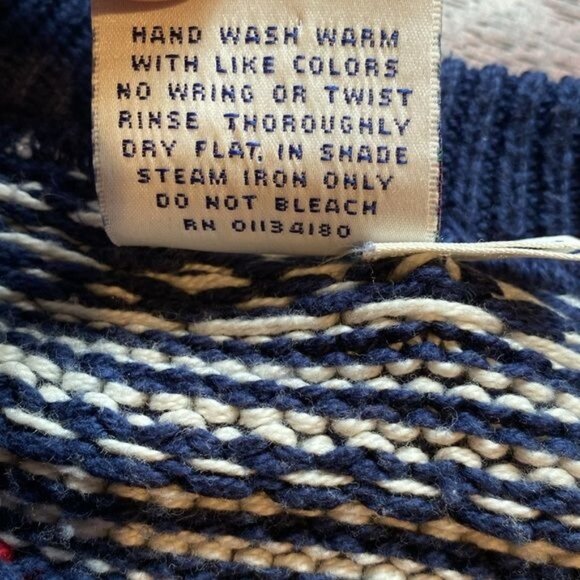 HAND WASH WARM
WITH LIKE COLORS
NO WRING OR TWIST
RINSE THOROUGHLY
DRY FLAT, IN SHADE
STEAM IRON ONLY
DO NOT BLEACH
RN 01134180